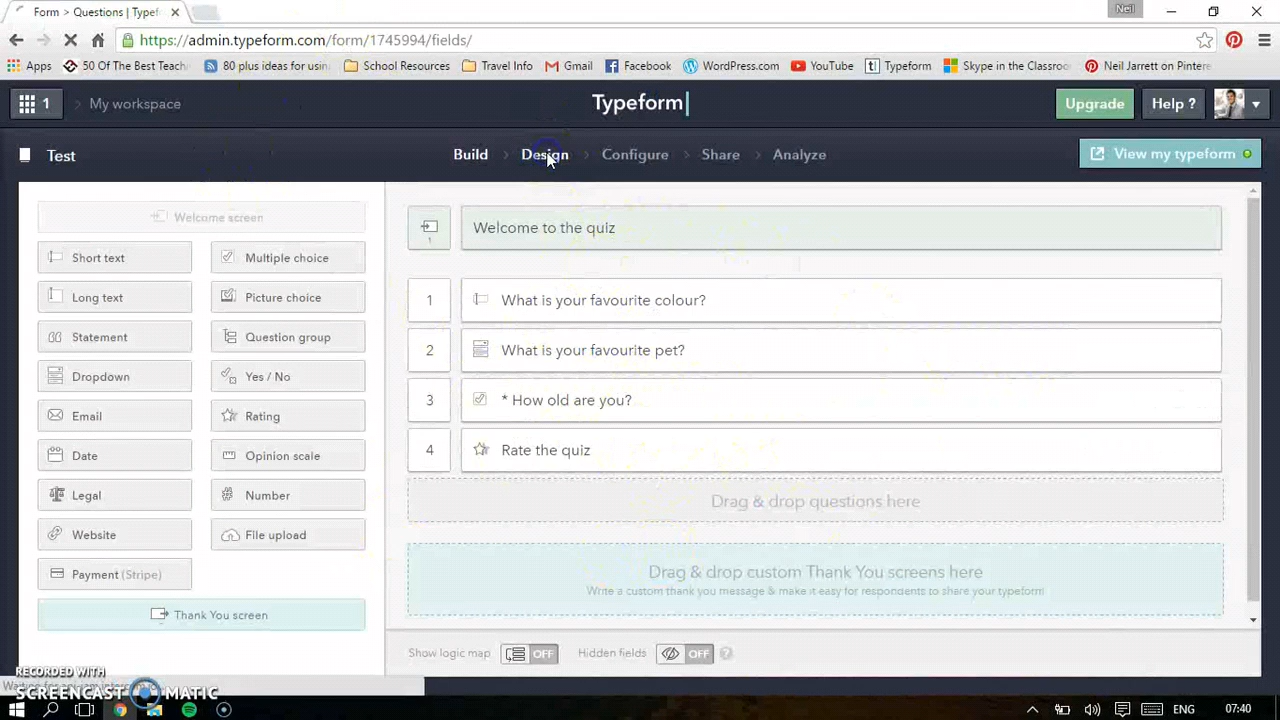 Form > Questions | Typef
Neil
https://admin.typeform.com/form/1745994/fields/
Apps
50 Of The Best Teach
80 plus ideas for usin
School Resources
Travel Info
Gmail
Facebook
WordPress.com
YouTube
Typeform
Skype in the Classroo
Neil Jarrett on Pintere
1
My workspace
Typeform
Upgrade
Help ?
Test
Build
Design
Configure
Share
Analyze
View my typeform
Welcome screen
Short text
Multiple choice
Long text
Picture choice
Statement
Question group
Dropdown
Yes / No
Email
Rating
Date
Opinion scale
Legal
Number
Website
File upload
Payment (Stripe)
Thank You screen
1
Welcome to the quiz
1
What is your favourite colour?
2
What is your favourite pet?
3
* How old are you?
4
Rate the quiz
Drag & drop questions here
Drag & drop custom Thank You screens here
Write a custom thank you message & make it easy for respondents to share your typeform
Show logic map
OFF
Hidden fields
OFF
?
RECORDED WITH
SCREENCAST MATIC
ENG
07:40